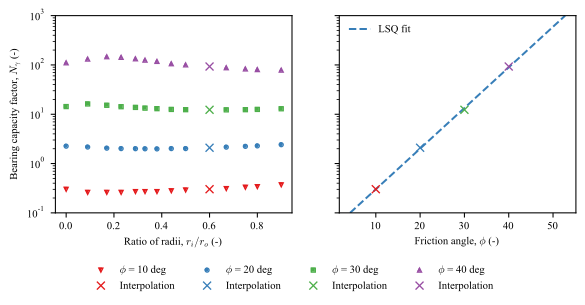 Bearing capacity factor, Nγ (-)
10³
10²
10¹
10⁰
10⁻¹
0.0 0.2 0.4 0.6 0.8
Ratio of radii, rᵢ/rₒ (-)
LSQ fit
10 20 30 40 50
Friction angle, ϕ (-)
ϕ = 10 deg ϕ = 20 deg ϕ = 30 deg ϕ = 40 deg
Interpolation Interpolation Interpolation Interpolation